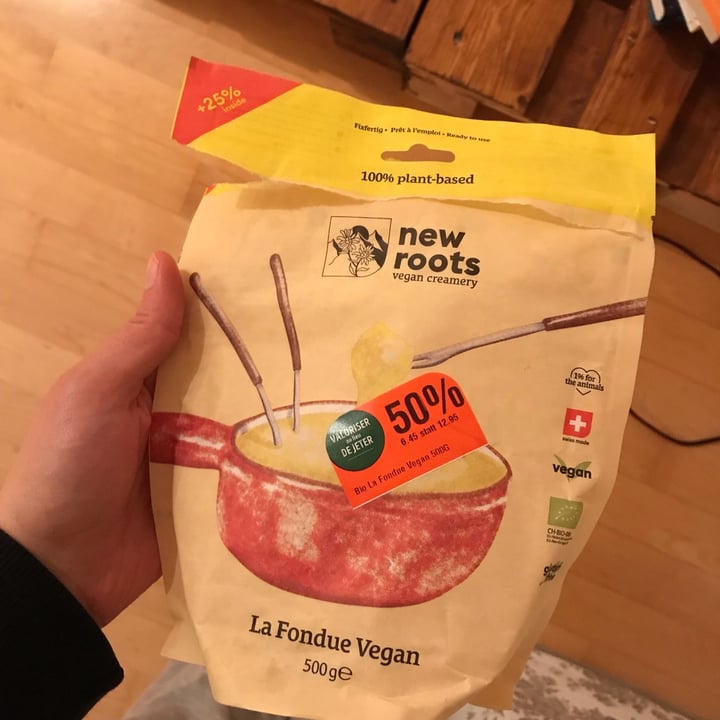 +25%
inside
Fixfertig • Prêt à l'emploi • Ready to use
100% plant-based
new
roots
vegan creamery
1% for
the animals
50%
6.45 statt 12.95
VALORISER
au lieu
DE JETER
Bio La Fondue Vegan 500G
swiss made
vegan
CH-BIO-
La Fondue Vegan
500g℮